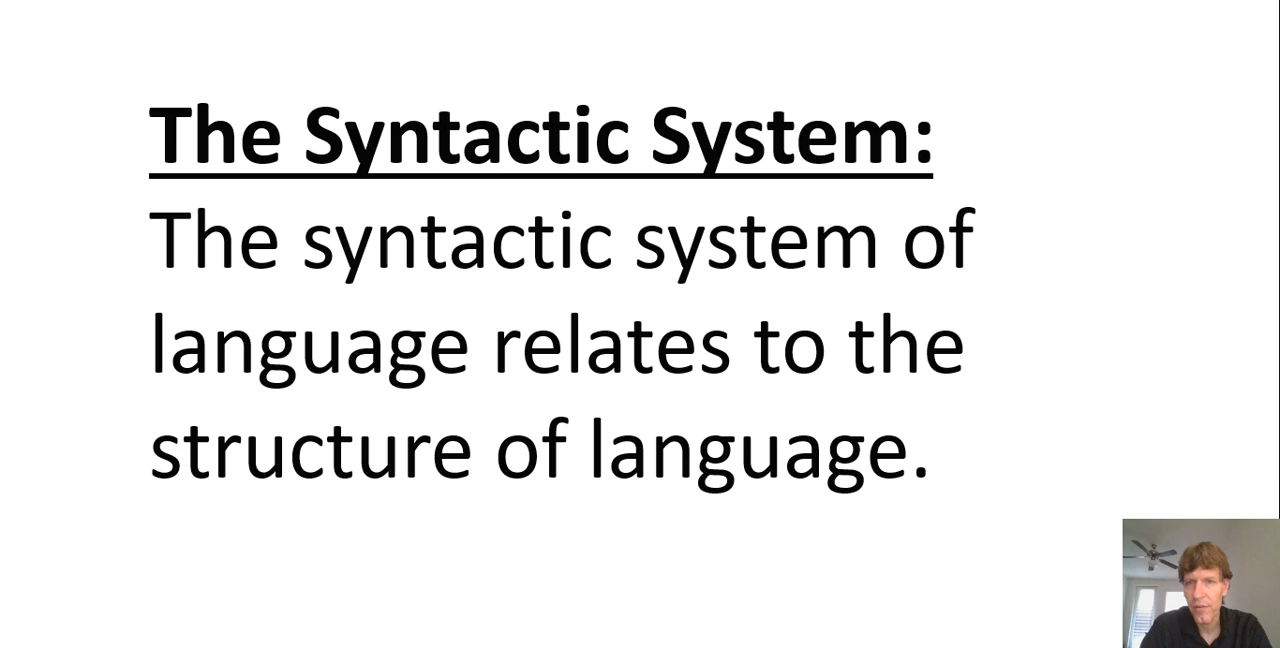 The Syntactic System:
The syntactic system of
language relates to the
structure of language.